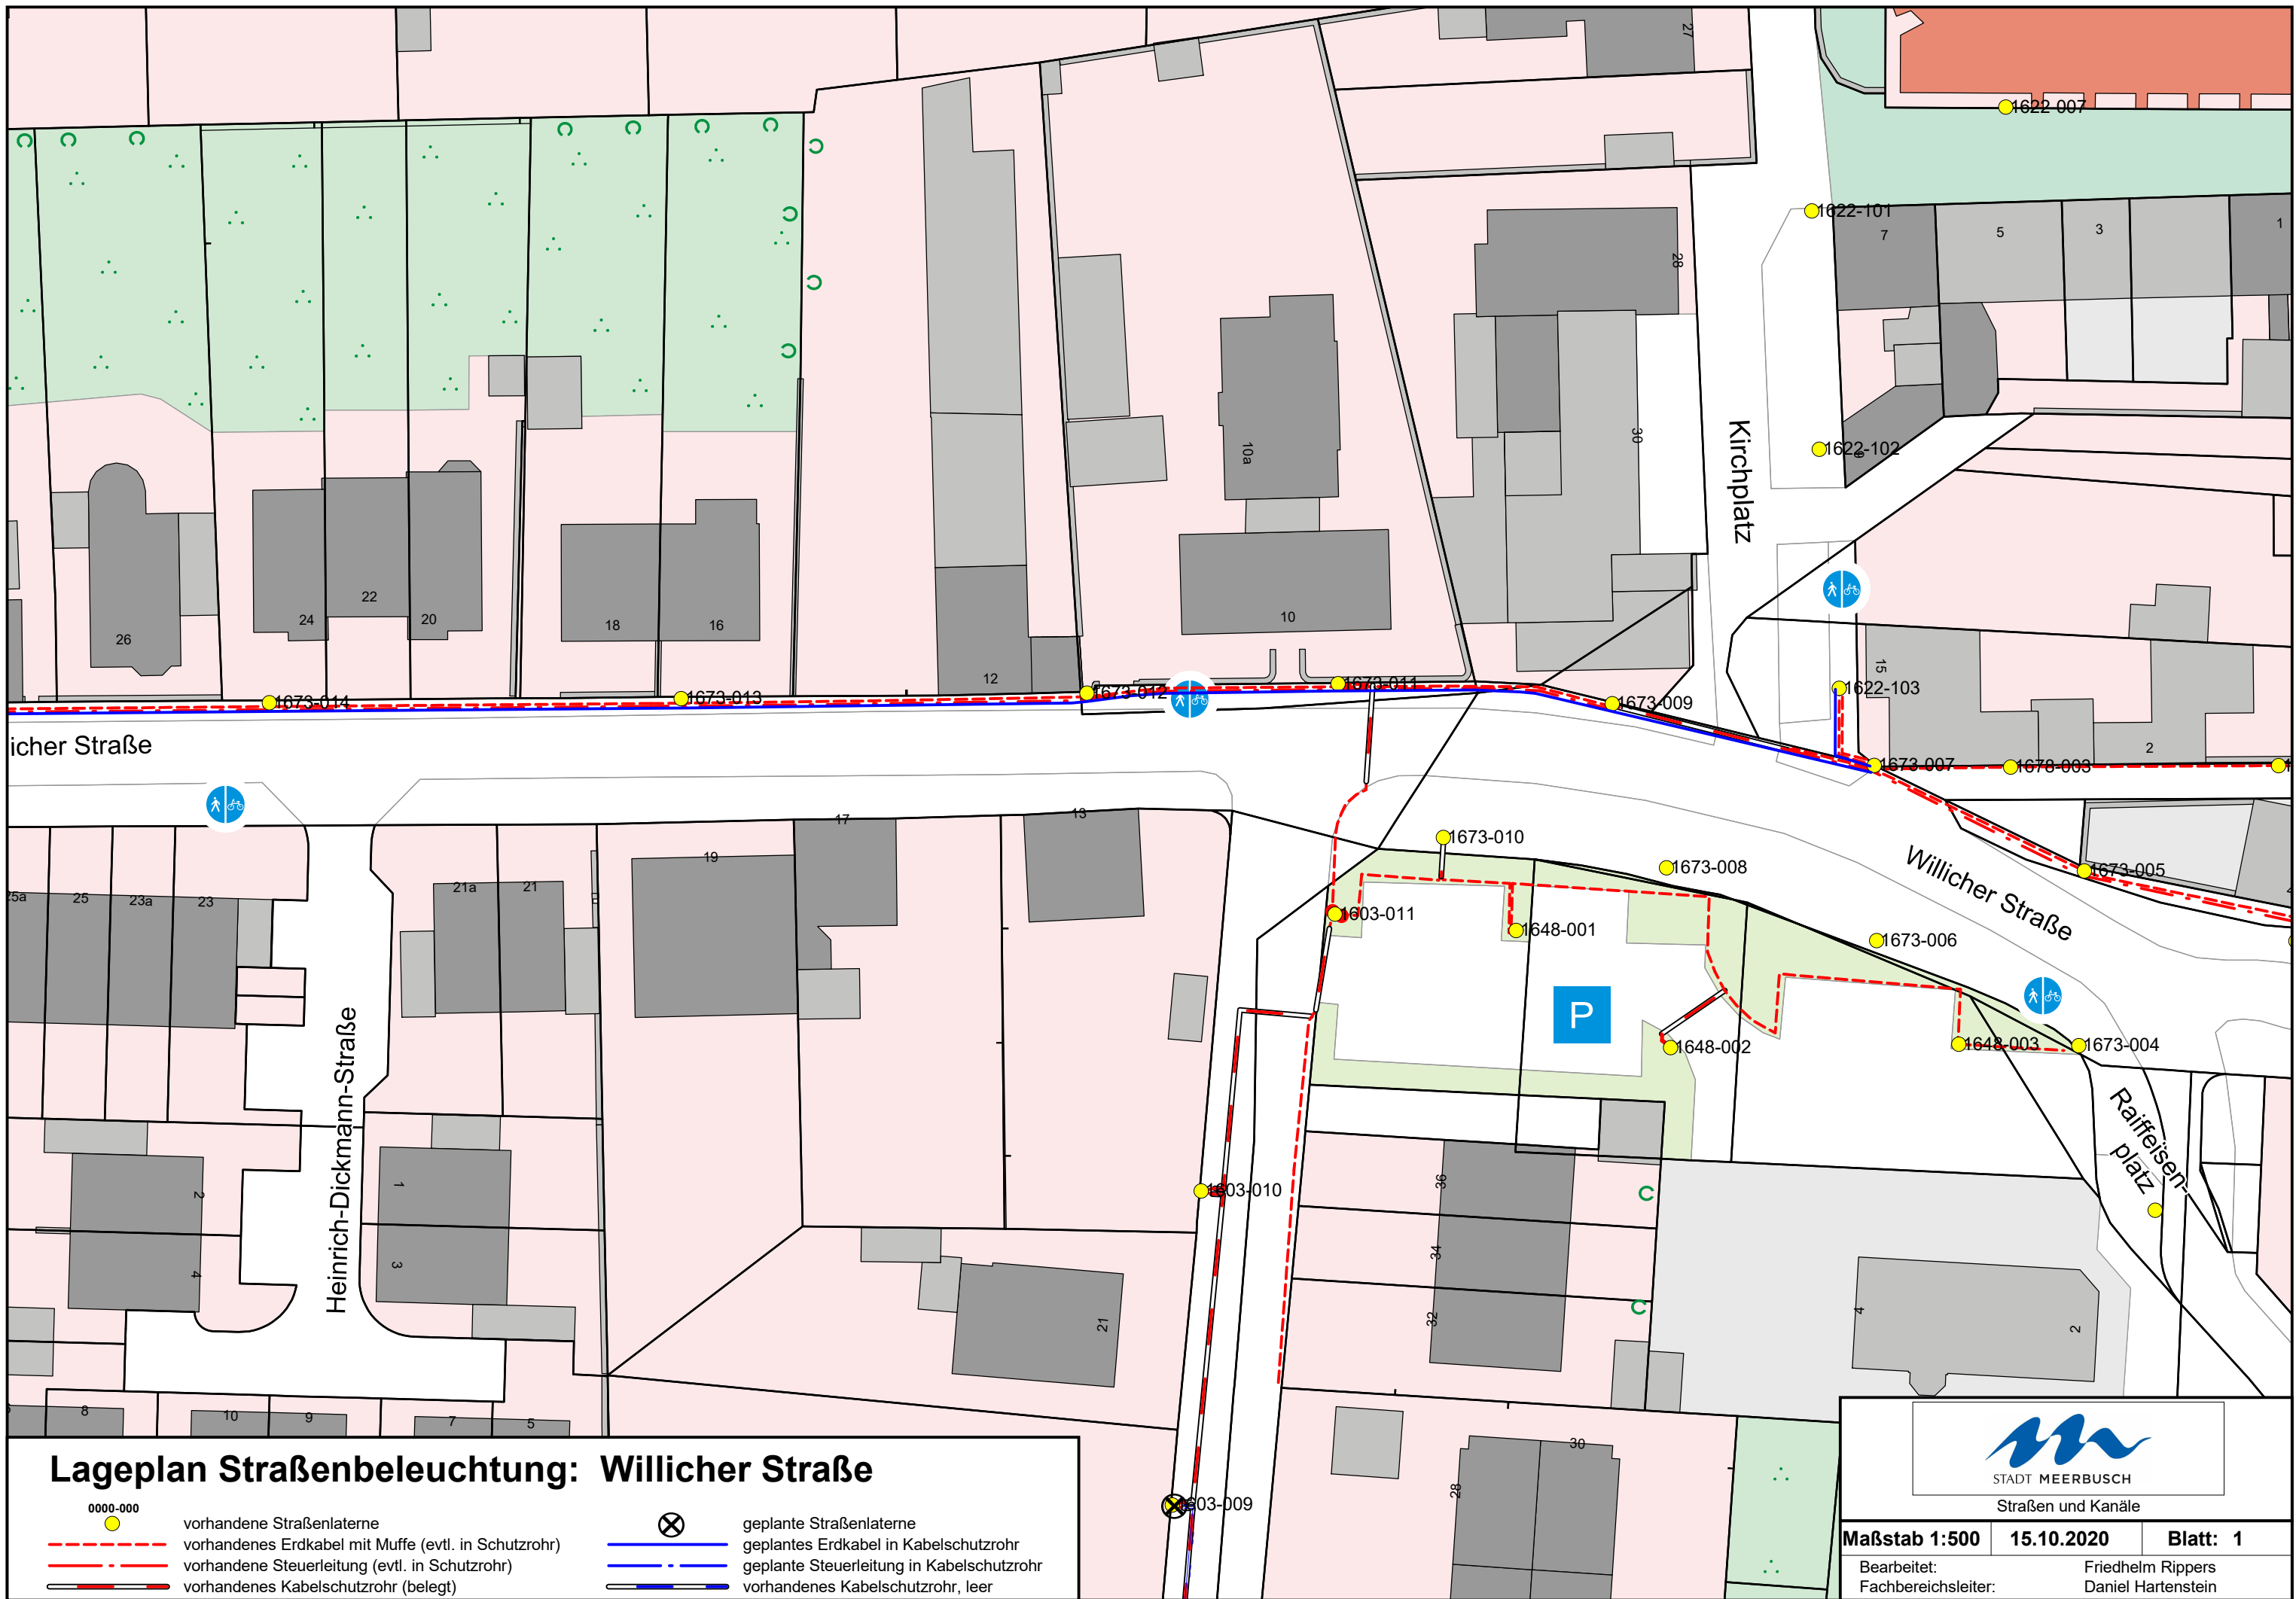 27
1622-007
1622-101
7
5
3
1
28
10a
30
Kirchplatz
1622-102
9
26
24
22
20
18
16
12
10
15
2
1622-103
1673-014
1673-013
1673-012
1673-011
1673-009
1673-007
1678-003
icher Straße
17
13
19
21a
21
25a
25
23a
23
1673-010
1673-008
1673-005
Willicher Straße
1603-011
1648-001
1673-006
P
1648-002
1648-003
1673-004
Heinrich-Dickmann-Straße
Raiffeisen-
platz
2
4
1
3
1603-010
36
34
32
21
4
2
8
10
9
7
5
30
28
1603-009
Lageplan Straßenbeleuchtung: Willicher Straße
0000-000
vorhandene Straßenlaterne
vorhandenes Erdkabel mit Muffe (evtl. in Schutzrohr)
vorhandene Steuerleitung (evtl. in Schutzrohr)
vorhandenes Kabelschutzrohr (belegt)
geplante Straßenlaterne
geplantes Erdkabel in Kabelschutzrohr
geplante Steuerleitung in Kabelschutzrohr
vorhandenes Kabelschutzrohr, leer
STADT MEERBUSCH
Straßen und Kanäle
Maßstab 1:500
15.10.2020
Blatt: 1
Bearbeitet: Friedhelm Rippers
Fachbereichsleiter: Daniel Hartenstein